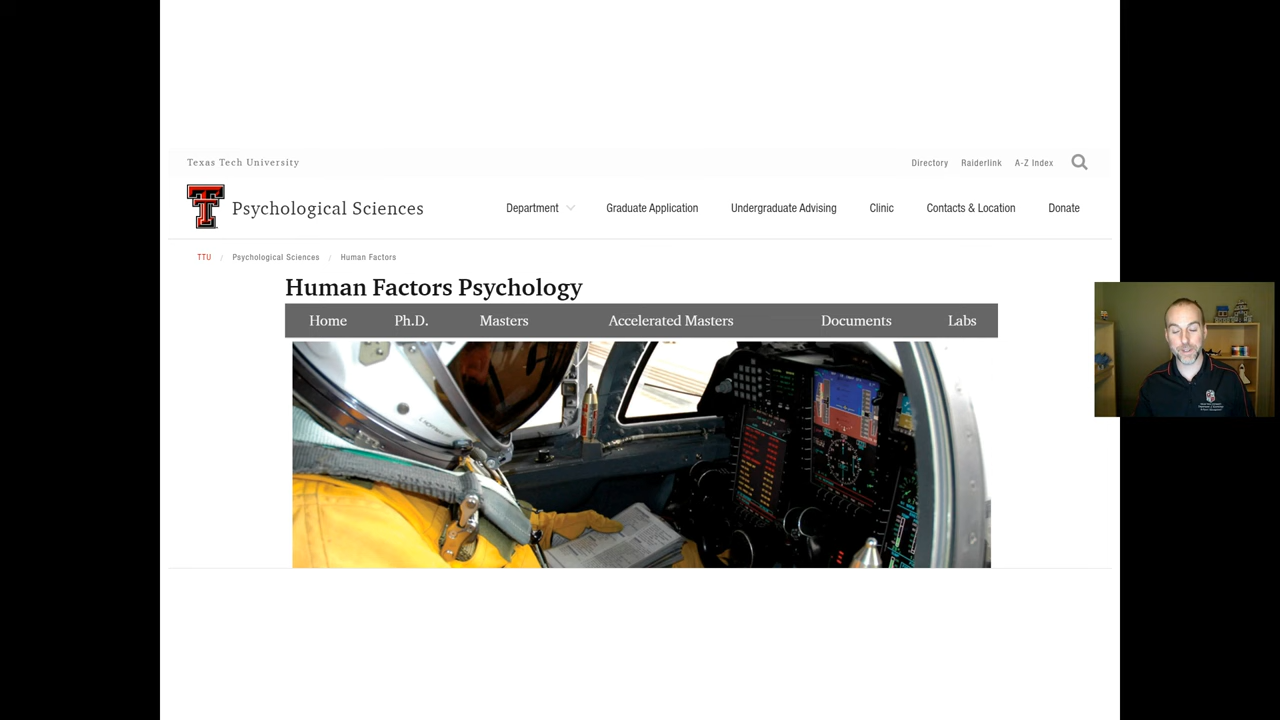 Texas Tech University
Directory Raiderlink A-Z Index
Psychological Sciences
Department Graduate Application Undergraduate Advising Clinic Contacts & Location Donate
TTU / Psychological Sciences / Human Factors
Human Factors Psychology
Home Ph.D. Masters Accelerated Masters Documents Labs